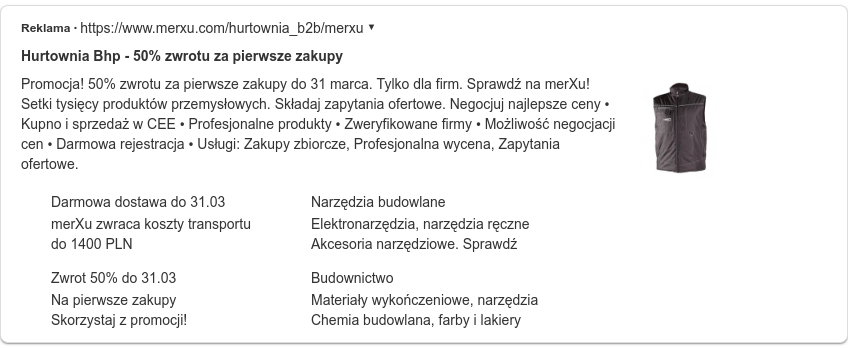 Reklama · https://www.merxu.com/hurtownia_b2b/merxu ▼
Hurtownia Bhp - 50% zwrotu za pierwsze zakupy
Promocja! 50% zwrotu za pierwsze zakupy do 31 marca. Tylko dla firm. Sprawdź na merXu!
Setki tysięcy produktów przemysłowych. Składaj zapytania ofertowe. Negocjuj najlepsze ceny •
Kupno i sprzedaż w CEE • Profesjonalne produkty • Zweryfikowane firmy • Możliwość negocjacji
cen • Darmowa rejestracja • Usługi: Zakupy zbiorcze, Profesjonalna wycena, Zapytania
ofertowe.
Darmowa dostawa do 31.03
merXu zwraca koszty transportu
do 1400 PLN
Narzędzia budowlane
Elektronarzędzia, narzędzia ręczne
Akcesoria narzędziowe. Sprawdź
Zwrot 50% do 31.03
Na pierwsze zakupy
Skorzystaj z promocji!
Budownictwo
Materiały wykończeniowe, narzędzia
Chemia budowlana, farby i lakiery